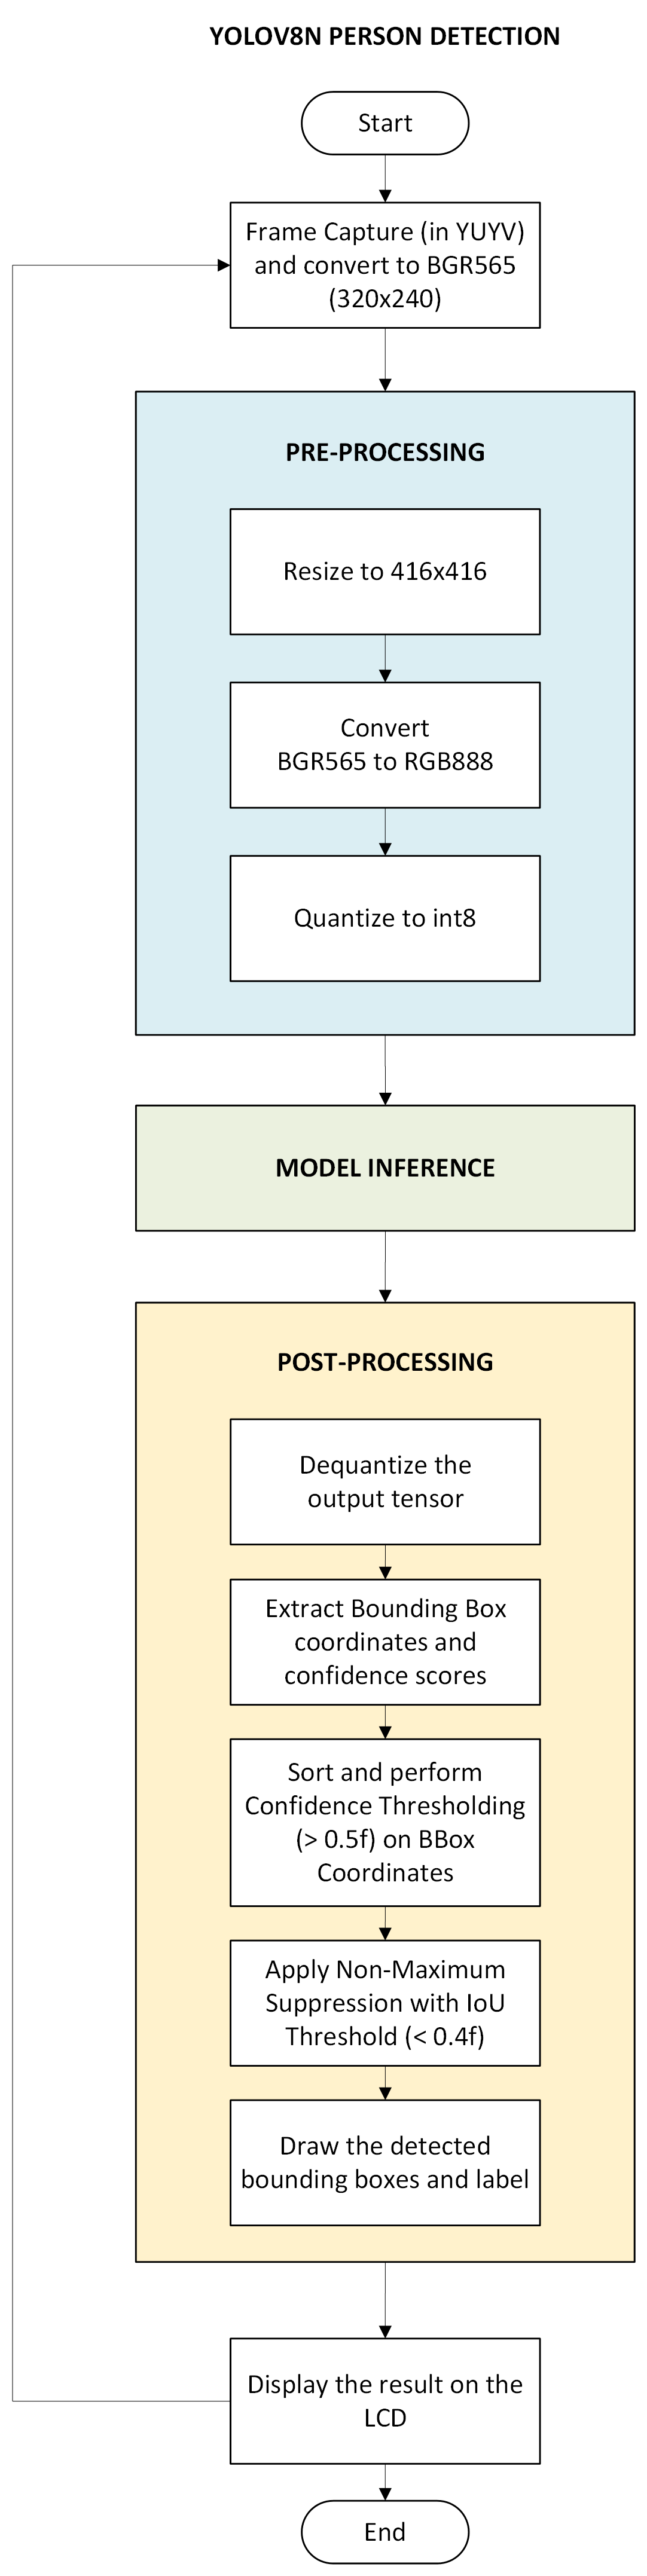 YOLOV8N PERSON DETECTION
Start
Frame Capture (in YUYV)
and convert to BGR565
(320x240)
PRE-PROCESSING
Resize to 416x416
Convert
BGR565 to RGB888
Quantize to int8
MODEL INFERENCE
POST-PROCESSING
Dequantize the
output tensor
Extract Bounding Box
coordinates and
confidence scores
Sort and perform
Confidence Thresholding
(> 0.5f) on BBox
Coordinates
Apply Non-Maximum
Suppression with IoU
Threshold (< 0.4f)
Draw the detected
bounding boxes and label
Display the result on the
LCD
End